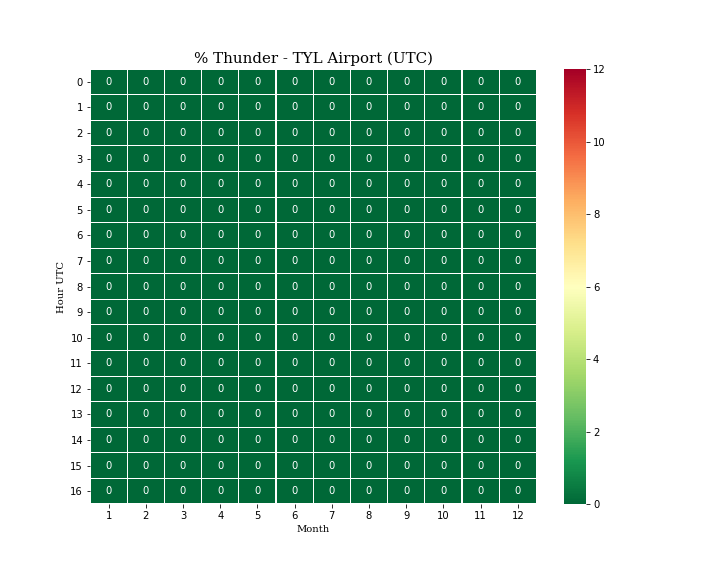 % Thunder - TYL Airport (UTC)
0 0 0 0 0 0 0 0 0 0 0 0 0 12
1 0 0 0 0 0 0 0 0 0 0 0 0
2 0 0 0 0 0 0 0 0 0 0 0 0
3 0 0 0 0 0 0 0 0 0 0 0 0 10
4 0 0 0 0 0 0 0 0 0 0 0 0
5 0 0 0 0 0 0 0 0 0 0 0 0
6 0 0 0 0 0 0 0 0 0 0 0 0 8
7 0 0 0 0 0 0 0 0 0 0 0 0
8 0 0 0 0 0 0 0 0 0 0 0 0 6
Hour UTC
9 0 0 0 0 0 0 0 0 0 0 0 0
10 0 0 0 0 0 0 0 0 0 0 0 0
11 0 0 0 0 0 0 0 0 0 0 0 0 4
12 0 0 0 0 0 0 0 0 0 0 0 0
13 0 0 0 0 0 0 0 0 0 0 0 0
14 0 0 0 0 0 0 0 0 0 0 0 0 2
15 0 0 0 0 0 0 0 0 0 0 0 0
16 0 0 0 0 0 0 0 0 0 0 0 0 0
1 2 3 4 5 6 7 8 9 10 11 12
Month